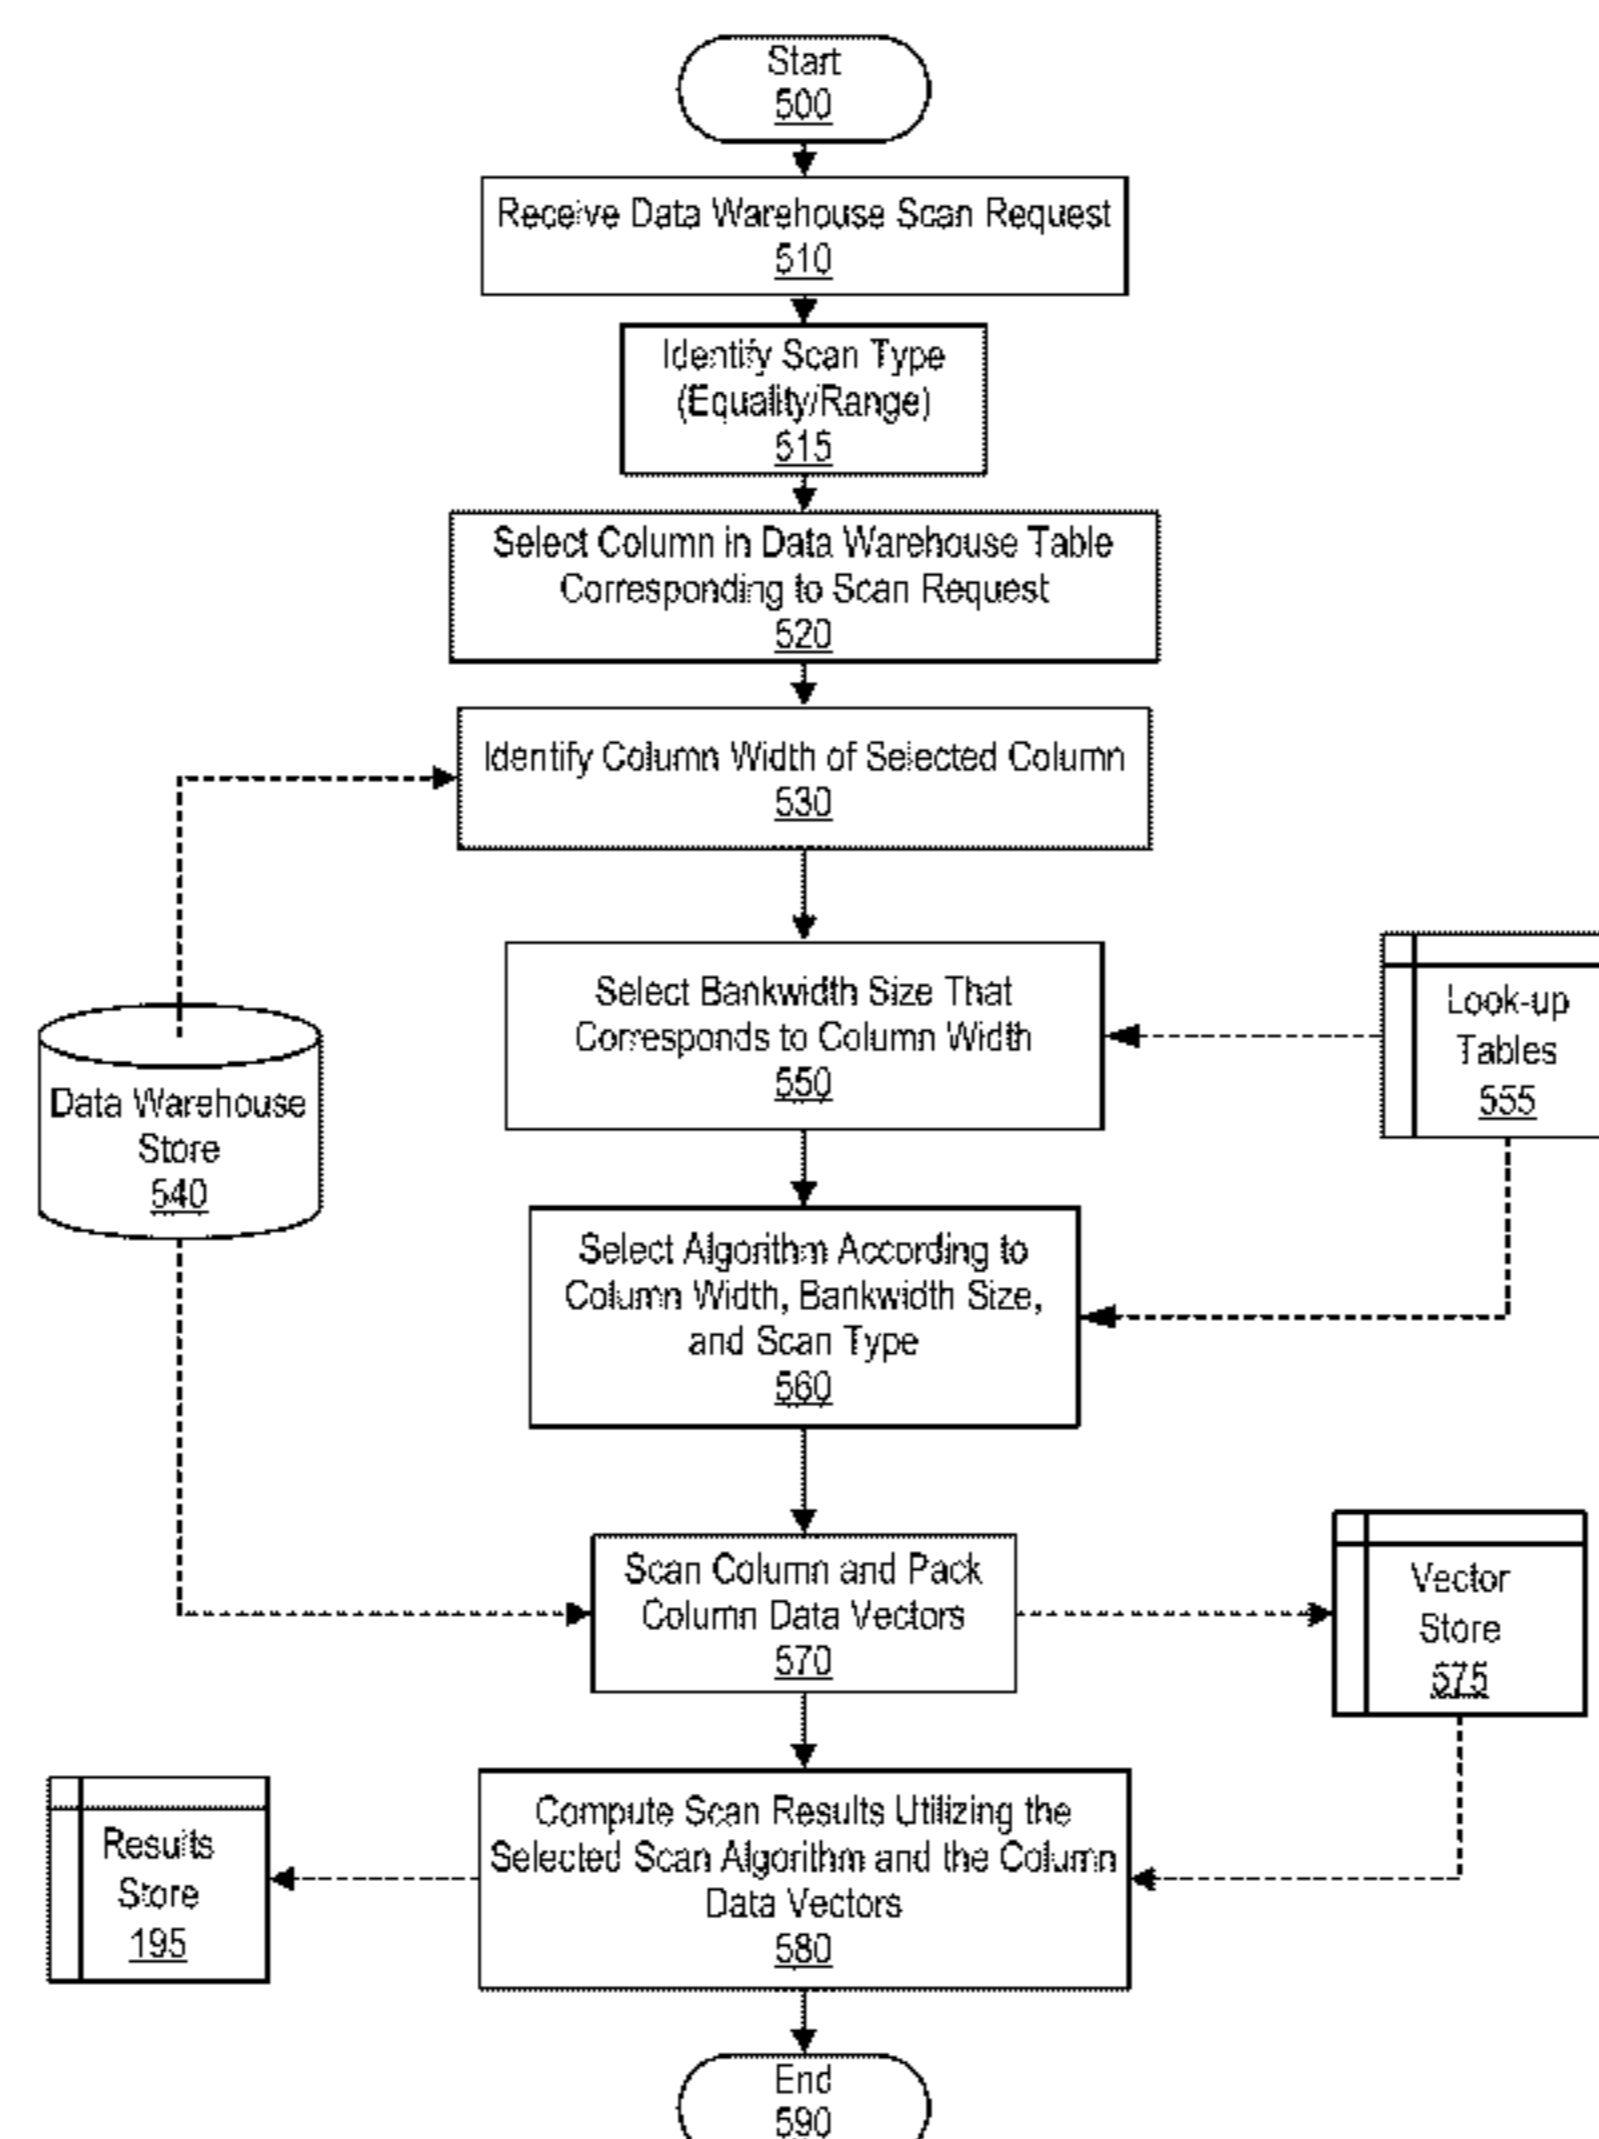 Start
500
Receive Data Warehouse Scan Request
510
Identify Scan Type
(Equality/Range)
515
Select Column in Data Warehouse Table
Corresponding to Scan Request
520
Identify Column Width of Selected Column
530
Select Bankwidth Size That
Corresponds to Column Width
550
Look-up
Tables
555
Data Warehouse
Store
540
Select Algorithm According to
Column Width, Bankwidth Size,
and Scan Type
560
Scan Column and Pack
Column Data Vectors
570
Vector
Store
575
Compute Scan Results Utilizing the
Selected Scan Algorithm and the Column
Data Vectors
580
Results
Store
195
End
590